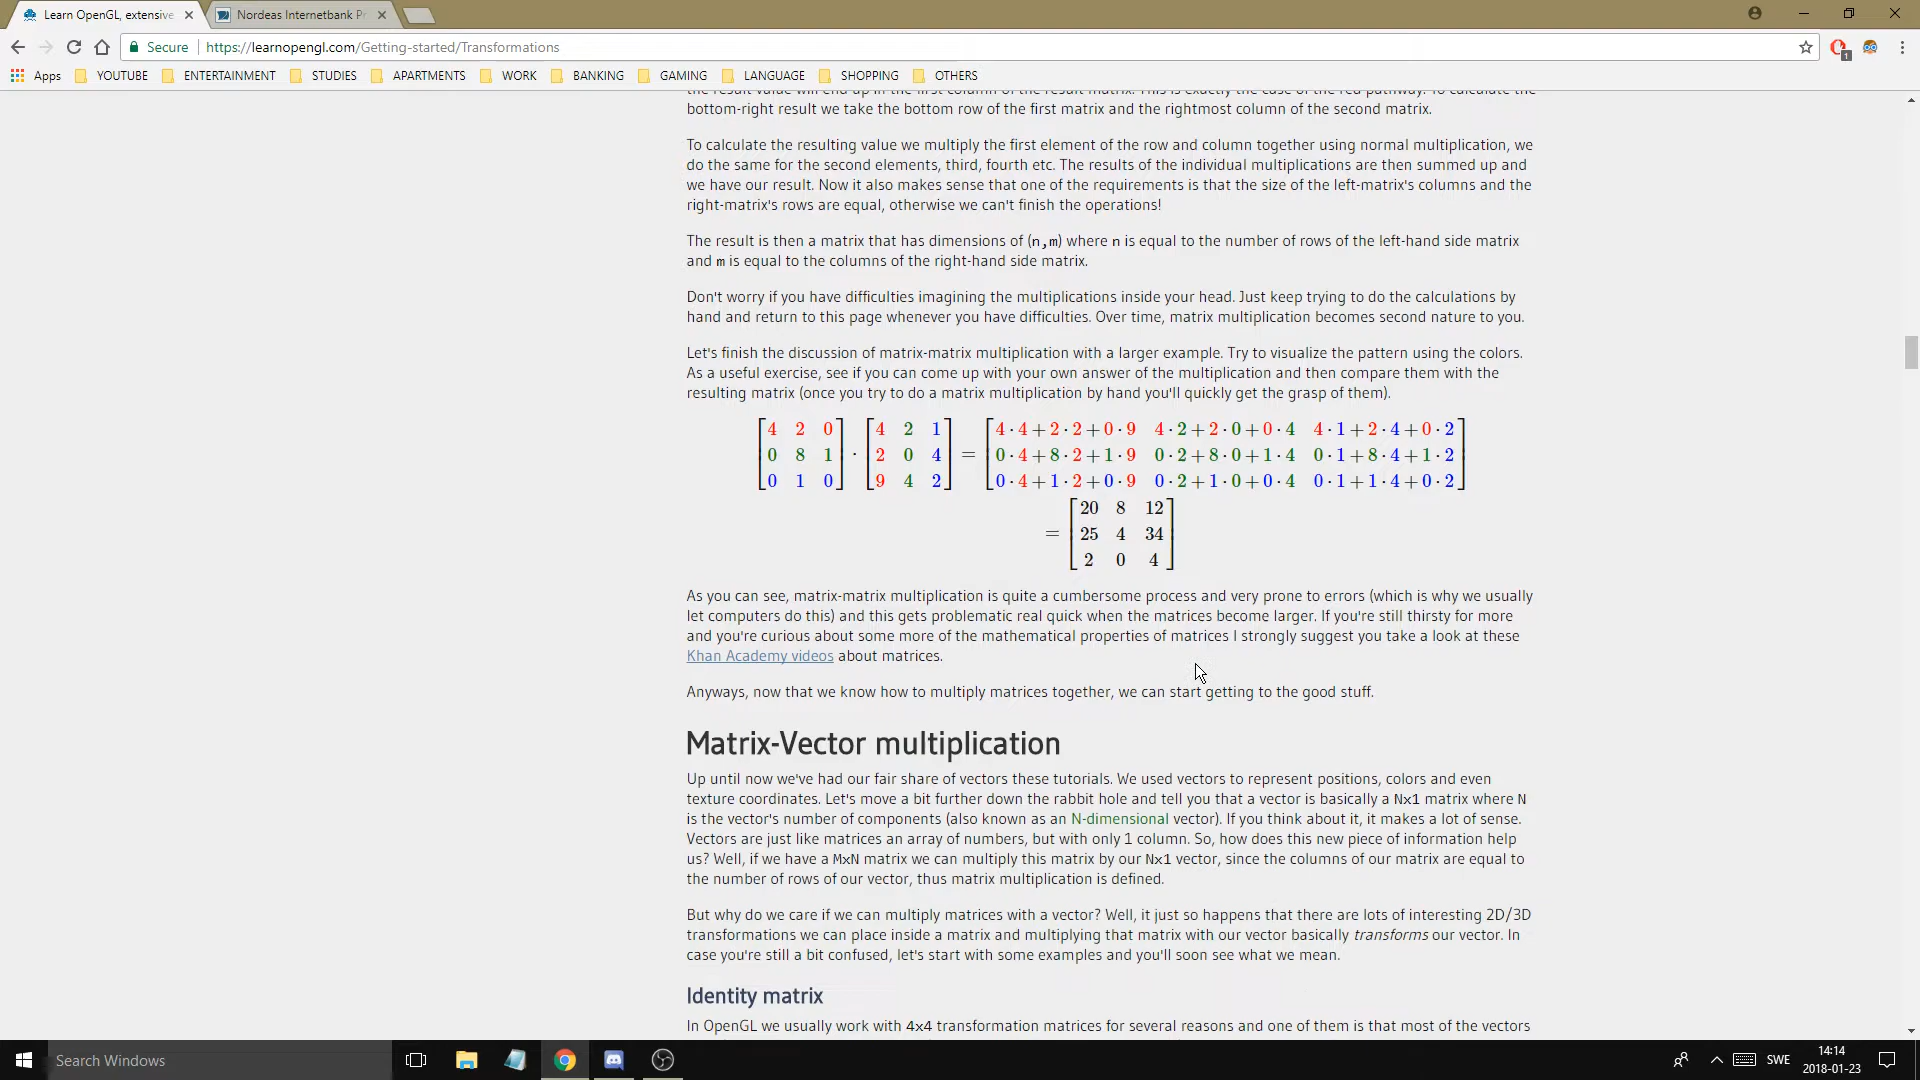 Learn OpenGL, extensive
Nordeas Internetbank Pr
Secure https://learnopengl.com/Getting-started/Transformations
1
Apps YOUTUBE ENTERTAINMENT STUDIES APARTMENTS WORK BANKING GAMING LANGUAGE SHOPPING OTHERS
the result value will end up in the first column of the result matrix. This is exactly the case of the red pathway. To calculate the
bottom-right result we take the bottom row of the first matrix and the rightmost column of the second matrix.
To calculate the resulting value we multiply the first element of the row and column together using normal multiplication, we
do the same for the second elements, third, fourth etc. The results of the individual multiplications are then summed up and
we have our result. Now it also makes sense that one of the requirements is that the size of the left-matrix's columns and the
right-matrix's rows are equal, otherwise we can't finish the operations!
The result is then a matrix that has dimensions of (n,m) where n is equal to the number of rows of the left-hand side matrix
and m is equal to the columns of the right-hand side matrix.
Don't worry if you have difficulties imagining the multiplications inside your head. Just keep trying to do the calculations by
hand and return to this page whenever you have difficulties. Over time, matrix multiplication becomes second nature to you.
Let's finish the discussion of matrix-matrix multiplication with a larger example. Try to visualize the pattern using the colors.
As a useful exercise, see if you can come up with your own answer of the multiplication and then compare them with the
resulting matrix (once you try to do a matrix multiplication by hand you'll quickly get the grasp of them).
4 2 0 4 2 1 4·4+2·2+0·9 4·2+2·0+0·4 4·1+2·4+0·2
0 8 1 · 2 0 4 = 0·4+8·2+1·9 0·2+8·0+1·4 0·1+8·4+1·2
0 1 0 9 4 2 0·4+1·2+0·9 0·2+1·0+0·4 0·1+1·4+0·2
20 8 12
= 25 4 34
2 0 4
As you can see, matrix-matrix multiplication is quite a cumbersome process and very prone to errors (which is why we usually
let computers do this) and this gets problematic real quick when the matrices become larger. If you're still thirsty for more
and you're curious about some more of the mathematical properties of matrices I strongly suggest you take a look at these
Khan Academy videos about matrices.
Anyways, now that we know how to multiply matrices together, we can start getting to the good stuff.
Matrix-Vector multiplication
Up until now we've had our fair share of vectors these tutorials. We used vectors to represent positions, colors and even
texture coordinates. Let's move a bit further down the rabbit hole and tell you that a vector is basically a Nx1 matrix where N
is the vector's number of components (also known as an N-dimensional vector). If you think about it, it makes a lot of sense.
Vectors are just like matrices an array of numbers, but with only 1 column. So, how does this new piece of information help
us? Well, if we have a MxN matrix we can multiply this matrix by our Nx1 vector, since the columns of our matrix are equal to
the number of rows of our vector, thus matrix multiplication is defined.
But why do we care if we can multiply matrices with a vector? Well, it just so happens that there are lots of interesting 2D/3D
transformations we can place inside a matrix and multiplying that matrix with our vector basically transforms our vector. In
case you're still a bit confused, let's start with some examples and you'll soon see what we mean.
Identity matrix
In OpenGL we usually work with 4x4 transformation matrices for several reasons and one of them is that most of the vectors
Search Windows
SWE
14:14
2018-01-23